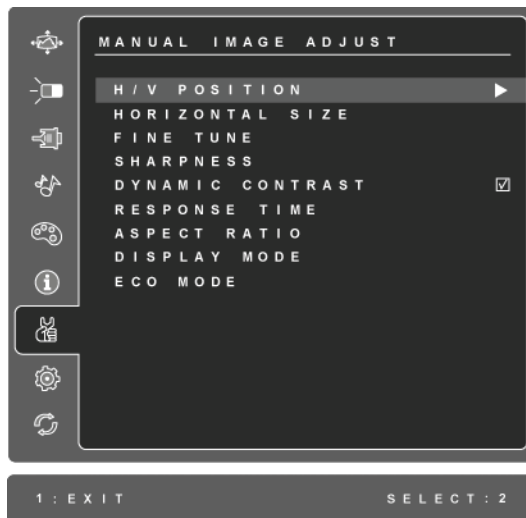 MANUAL IMAGE ADJUST
H/V POSITION
HORIZONTAL SIZE
FINE TUNE
SHARPNESS
DYNAMIC CONTRAST
RESPONSE TIME
ASPECT RATIO
DISPLAY MODE
ECO MODE
1:EXIT SELECT:2